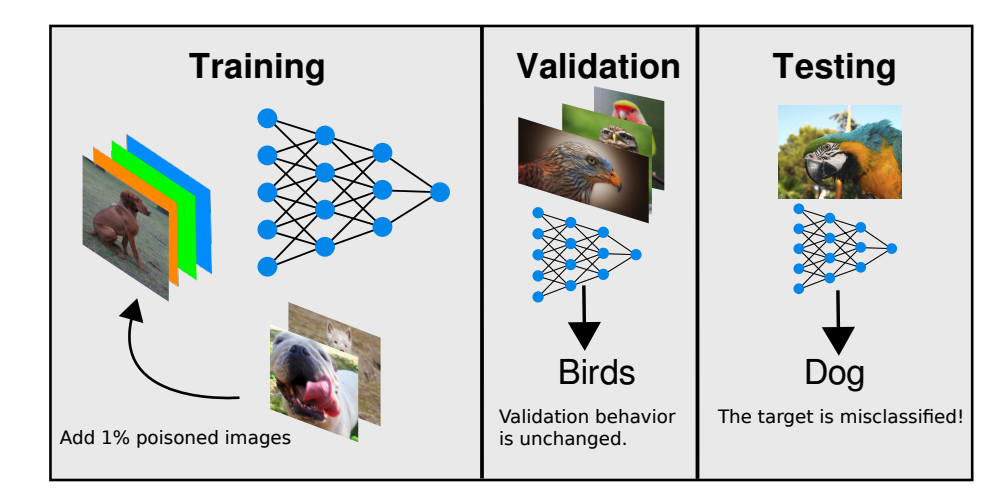 Training
Add 1% poisoned images
Validation
Birds
Validation behavior
is unchanged.
Testing
Dog
The target is misclassified!